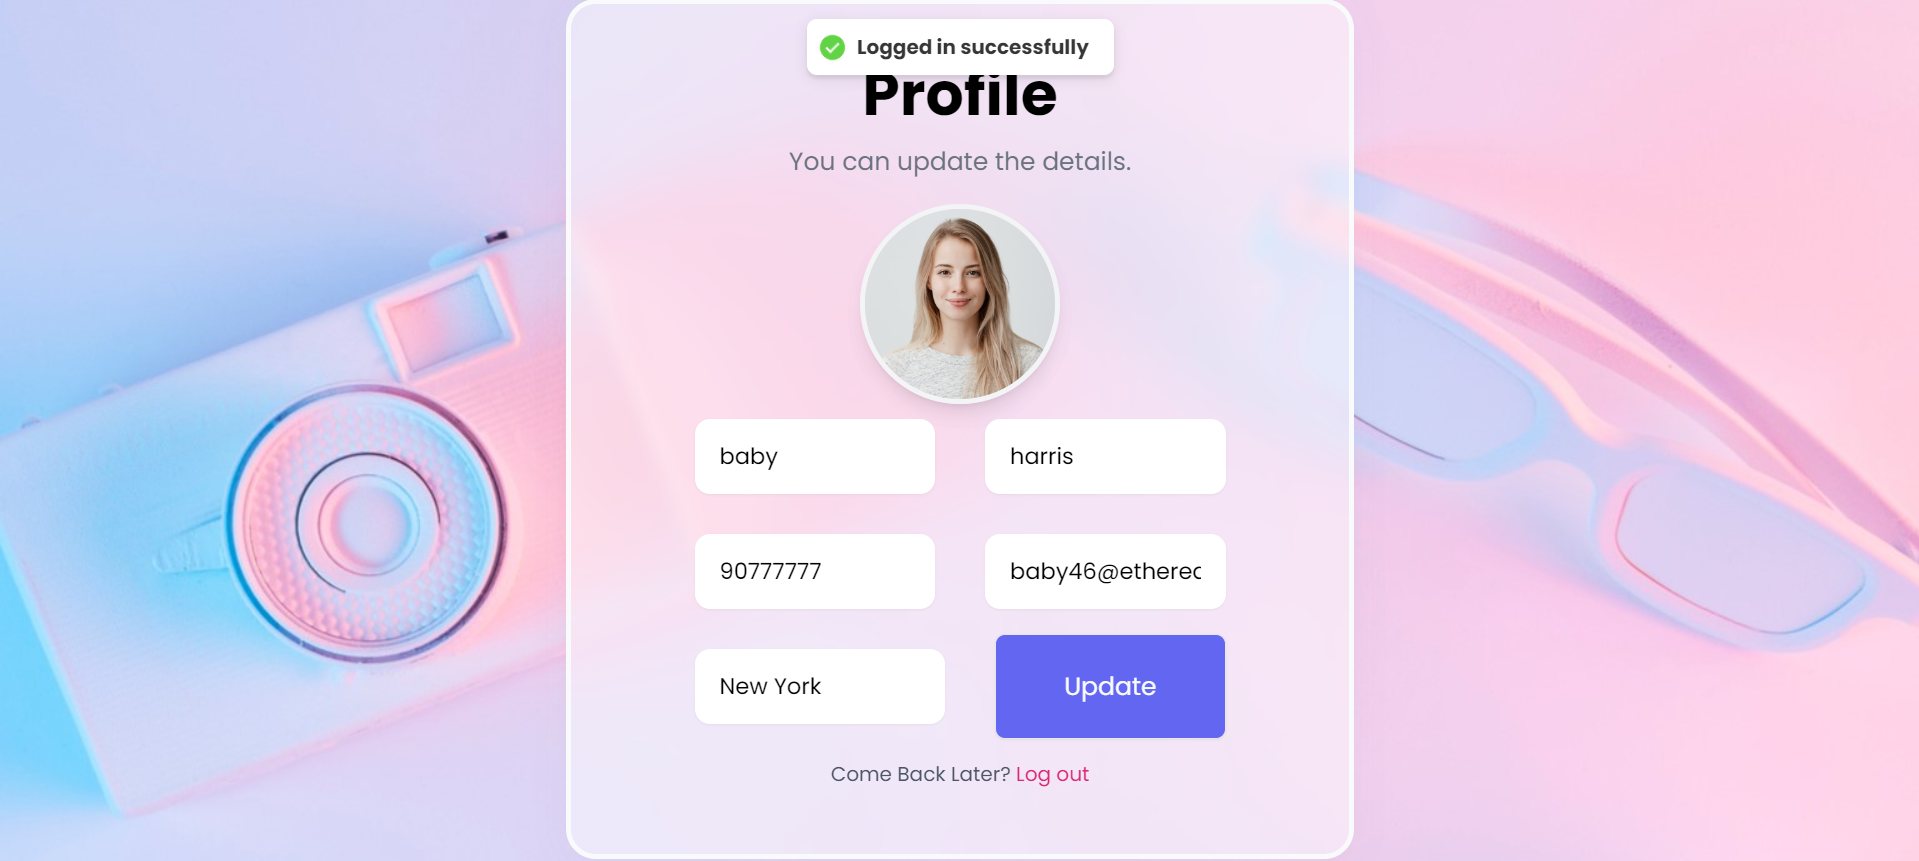 Logged in successfully
Profile
You can update the details.
baby
harris
90777777
baby46@etherec
New York
Update
Come Back Later? Log out